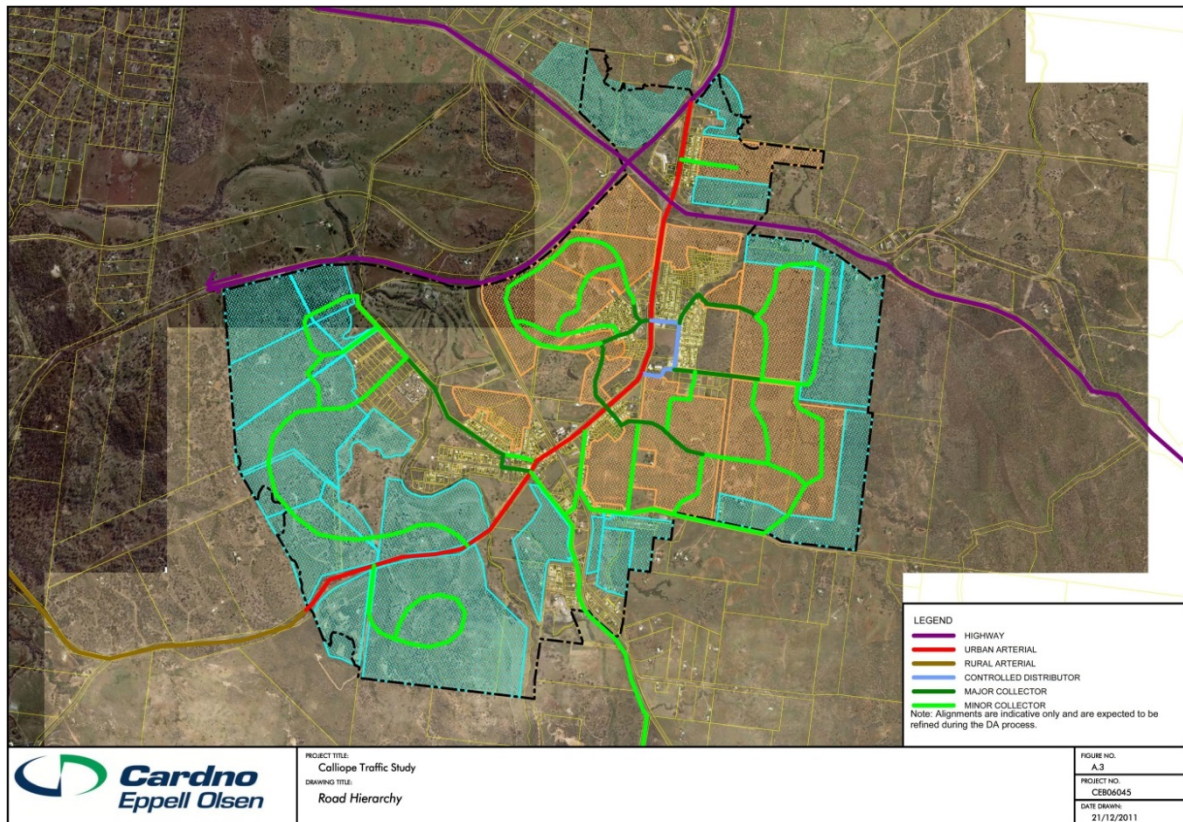 LEGEND
HIGHWAY
URBAN ARTERIAL
RURAL ARTERIAL
CONTROLLED DISTRIBUTOR
MAJOR COLLECTOR
MINOR COLLECTOR
Note: Alignments are indicative only and are expected to be
refined during the DA process.
Cardno
Eppell Olsen
PROJECT TITLE:
Calliope Traffic Study
DRAWING TITLE:
Road Hierarchy
FIGURE NO.
A.3
PROJECT NO.
CEB06045
DATE DRAWN:
21/12/2011